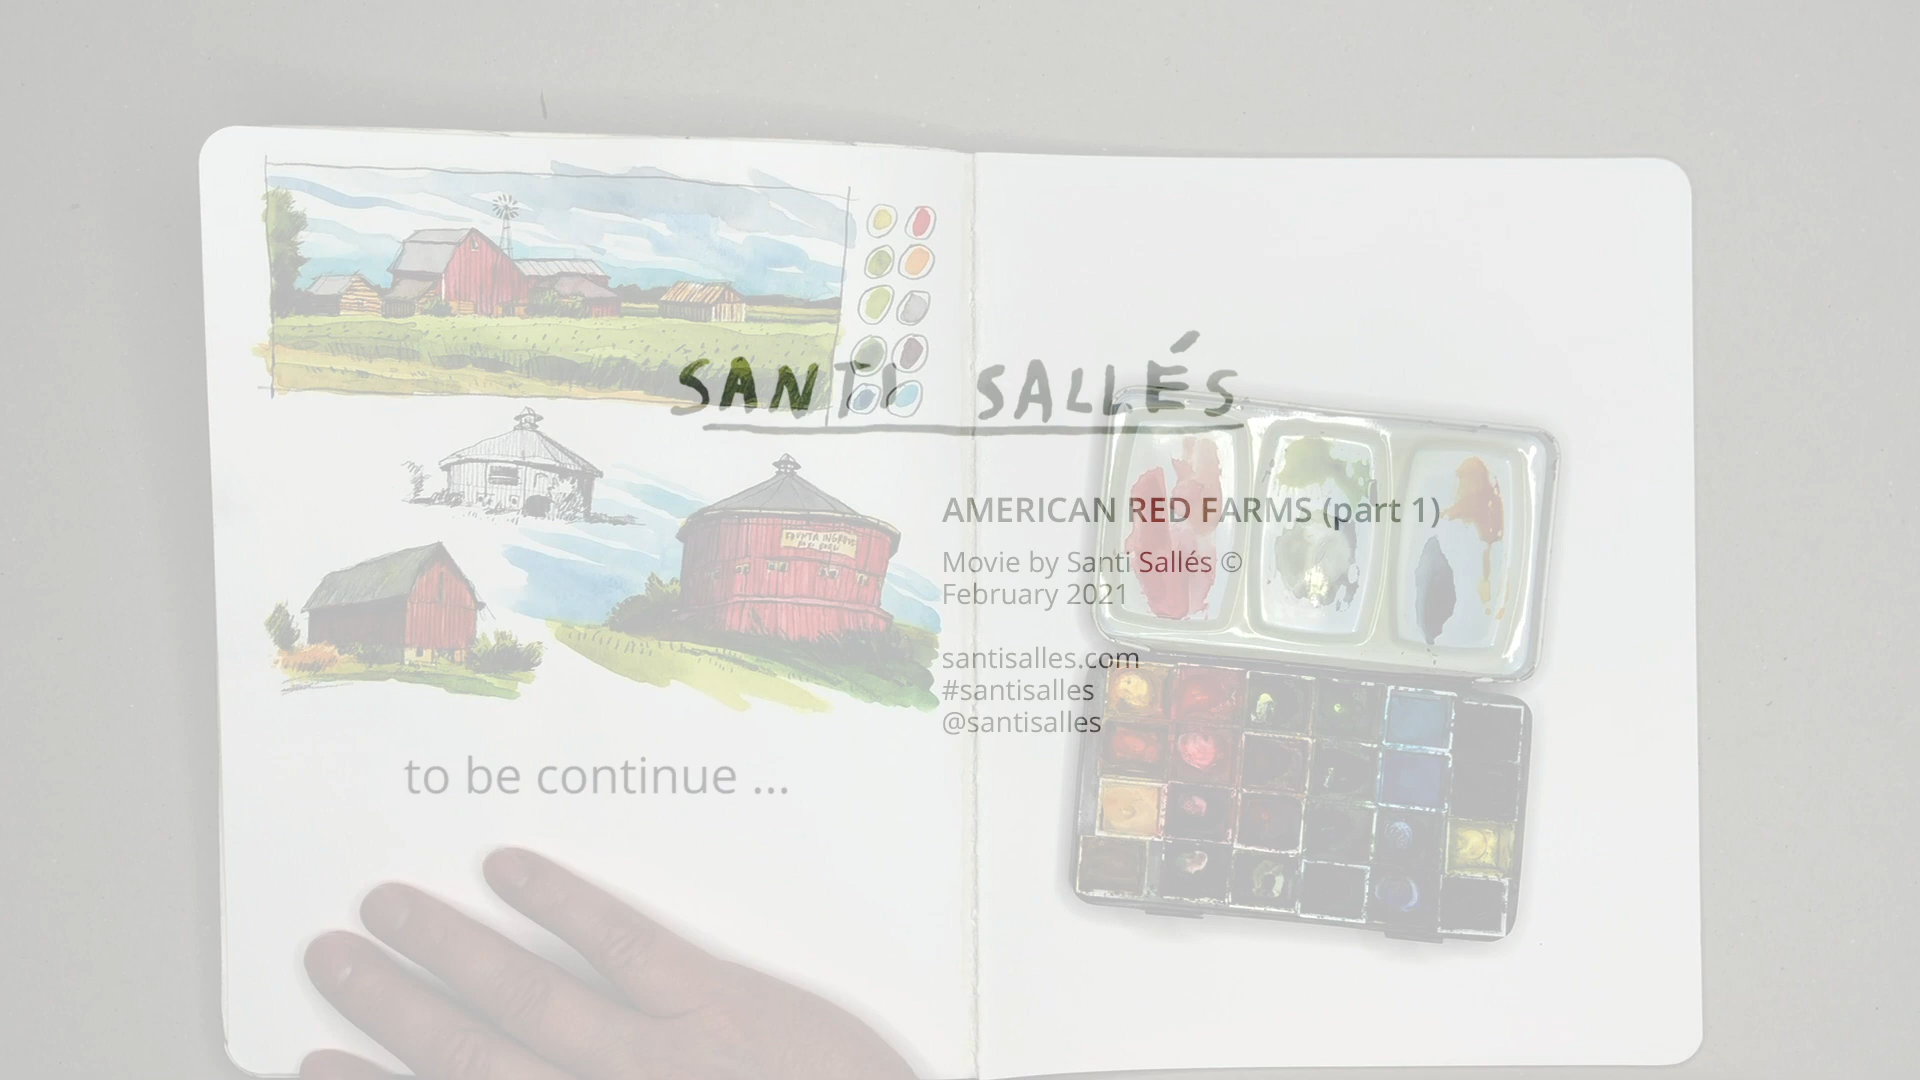 SANTI SALLÉS
AMERICAN RED FARMS (part 1)
Movie by Santi Sallés ©
February 2021
santisalles.com
#santisalles
@santisalles
to be continue ...